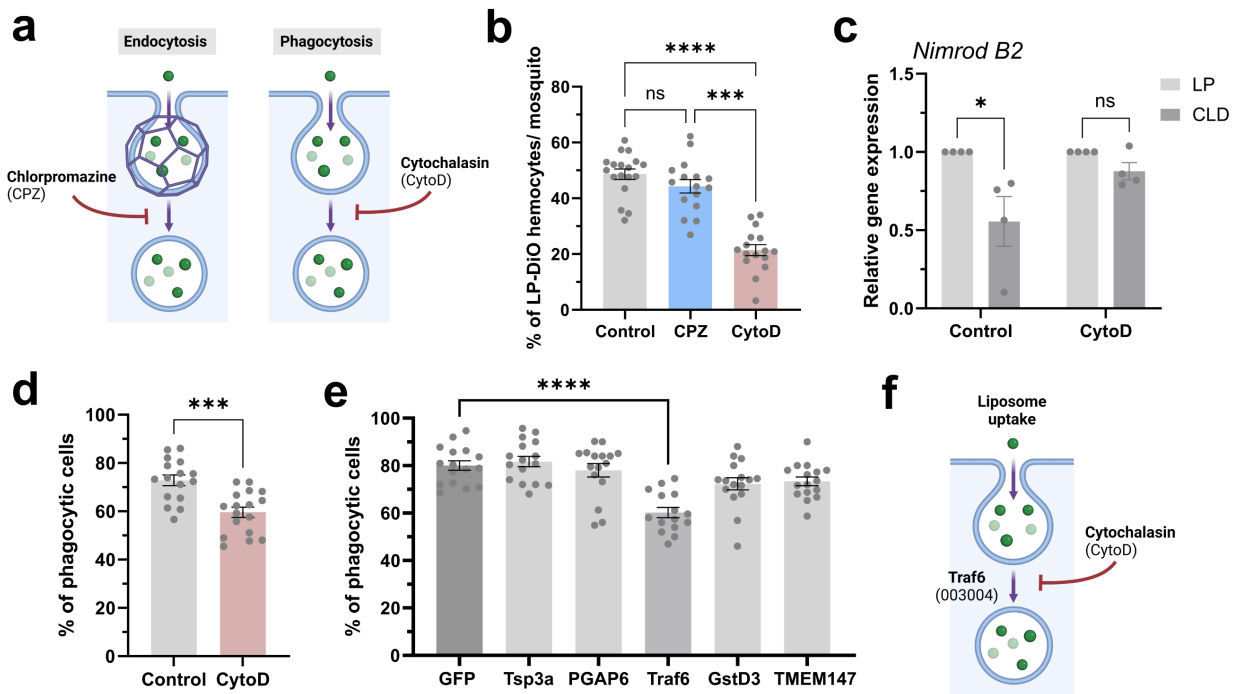 a
Endocytosis
Phagocytosis
Chlorpromazine
(CPZ)
Cytochalasin
(CytoD)
b
% of LP-DiO hemocytes/ mosquito
80
60
40
20
0
****
ns
***
Control
CPZ
CytoD
c
Nimrod B2
Relative gene expression
1.5
1.0
0.5
0.0
*
ns
Control
CytoD
LP
CLD
d
% of phagocytic cells
100
80
60
40
20
0
***
Control
CytoD
e
% of phagocytic cells
100
80
60
40
20
0
****
GFP
Tsp3a
PGAP6
Traf6
GstD3
TMEM147
f
Liposome
uptake
Cytochalasin
(CytoD)
Traf6
(003004)